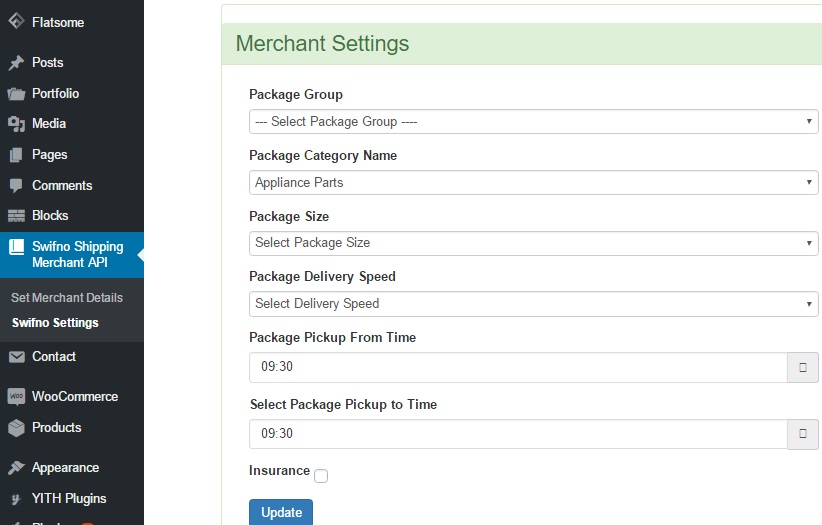 Flatsome
Posts
Portfolio
Media
Pages
Comments
Blocks
Swifno Shipping
Merchant API
Set Merchant Details
Swifno Settings
Contact
WooCommerce
Products
Appearance
YITH Plugins
Merchant Settings
Package Group
--- Select Package Group ----
Package Category Name
Appliance Parts
Package Size
Select Package Size
Package Delivery Speed
Select Delivery Speed
Package Pickup From Time
09:30
Select Package Pickup to Time
09:30
Insurance
Update